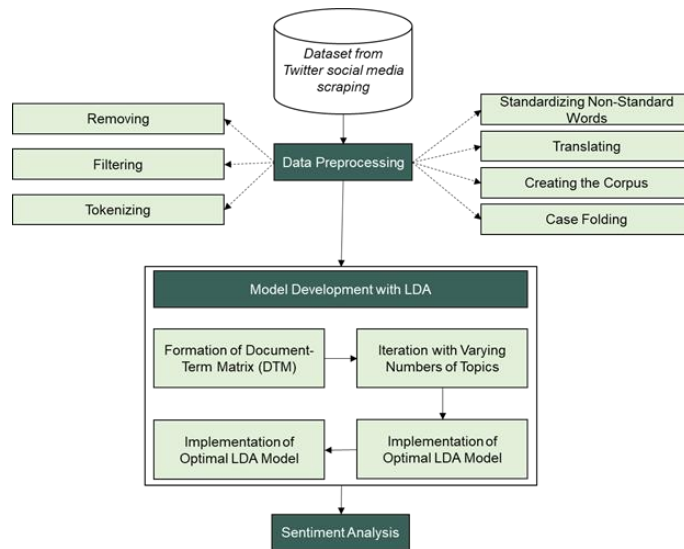 Dataset from
Twitter social media
scraping
Removing
Filtering
Tokenizing
Data Preprocessing
Standardizing Non-Standard
Words
Translating
Creating the Corpus
Case Folding
Model Development with LDA
Formation of Document-
Term Matrix (DTM)
Iteration with Varying
Numbers of Topics
Implementation of
Optimal LDA Model
Implementation of
Optimal LDA Model
Sentiment Analysis